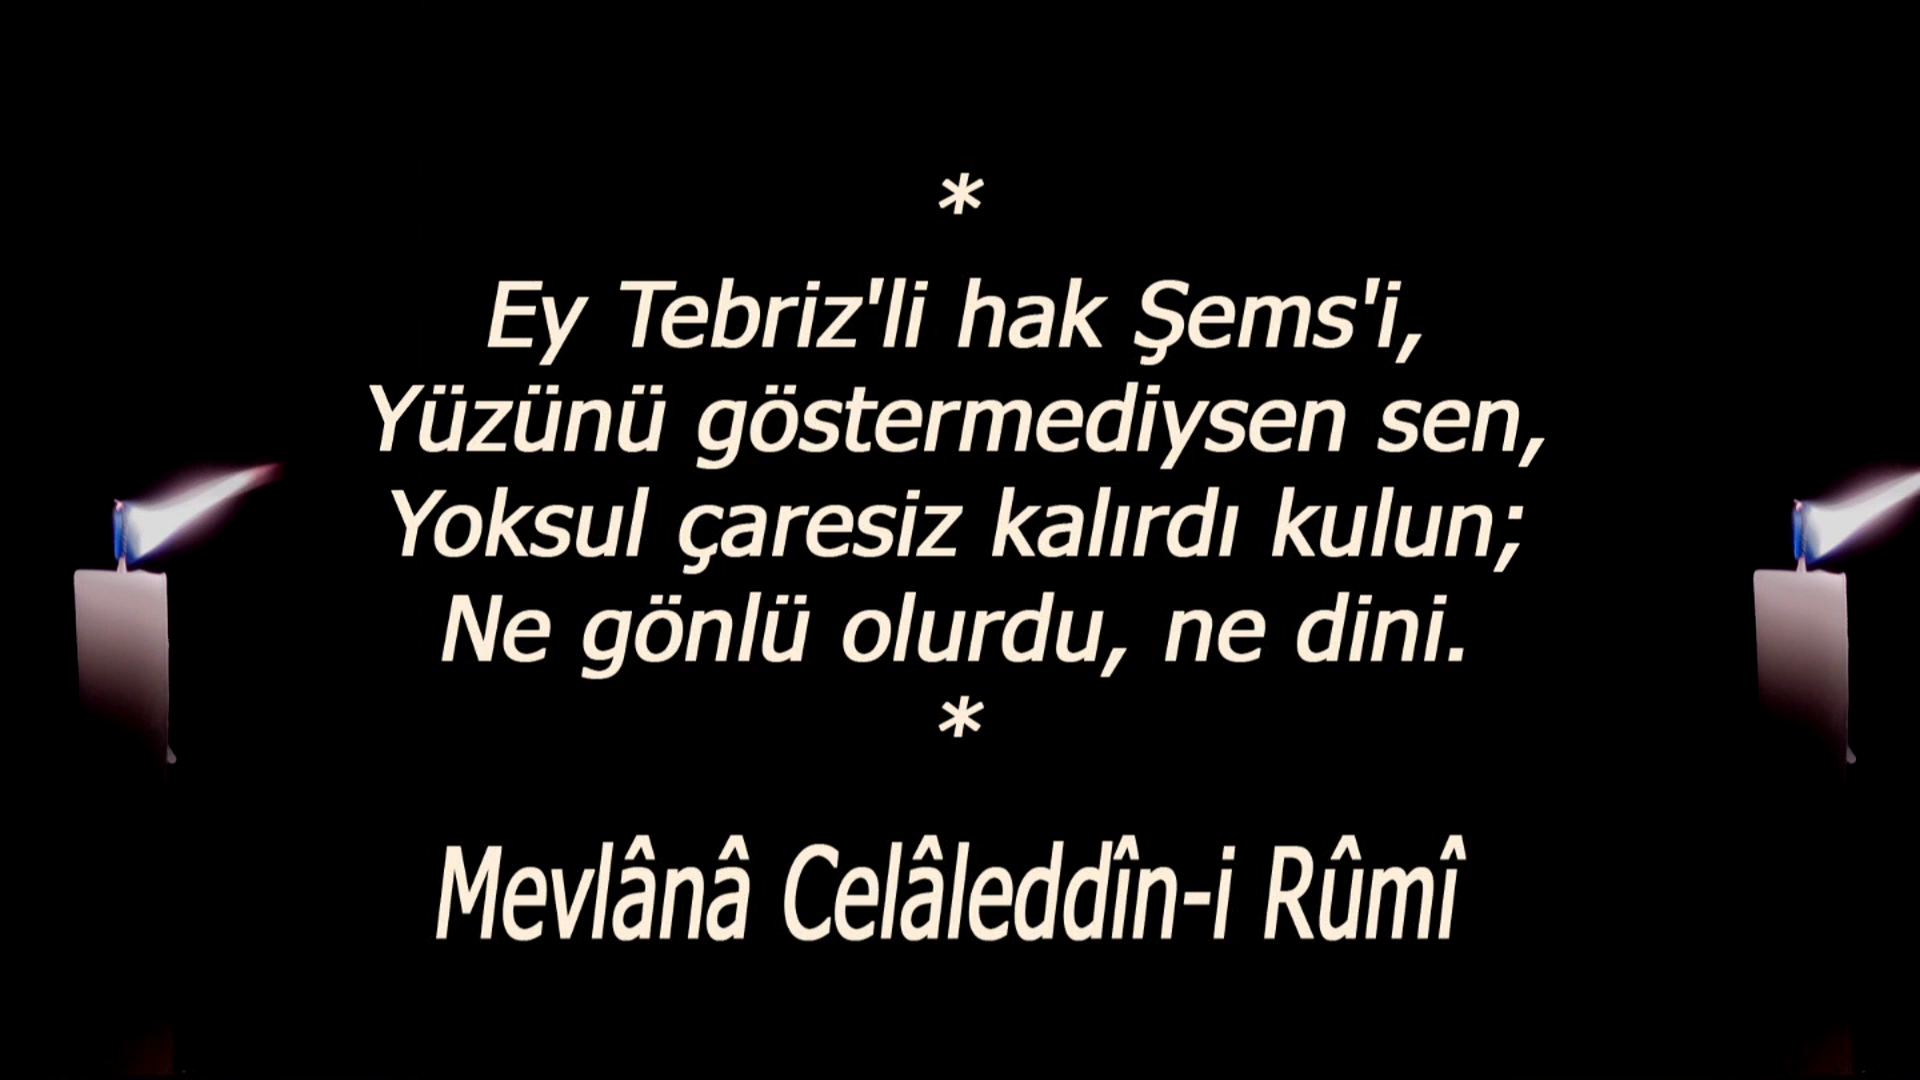 *
Ey Tebriz'li hak Şems'i,
Yüzünü göstermediysen sen,
Yoksul çaresiz kalırdı kulun;
Ne gönlü olurdu, ne dini.
*
Mevlânâ Celâleddîn-i Rûmî